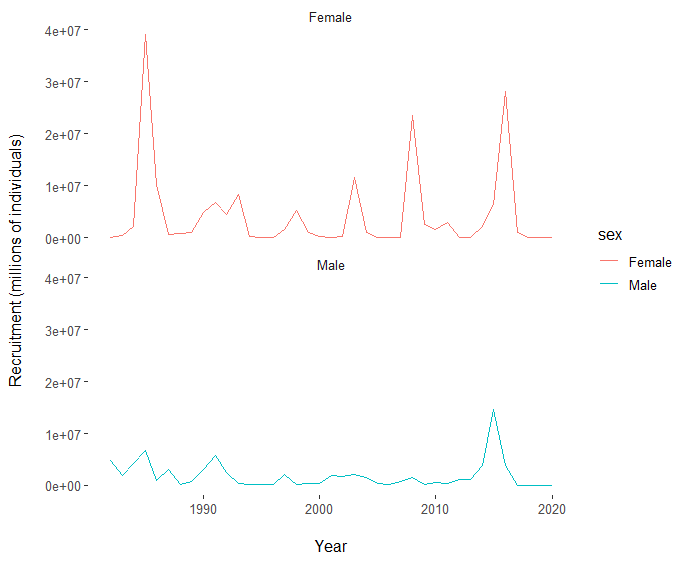 Female
4e+07
3e+07
2e+07
1e+07
0e+00
Male
4e+07
3e+07
2e+07
1e+07
0e+00
1990 2000 2010 2020
Year
Recruitment (millions of individuals)
sex
Female
Male